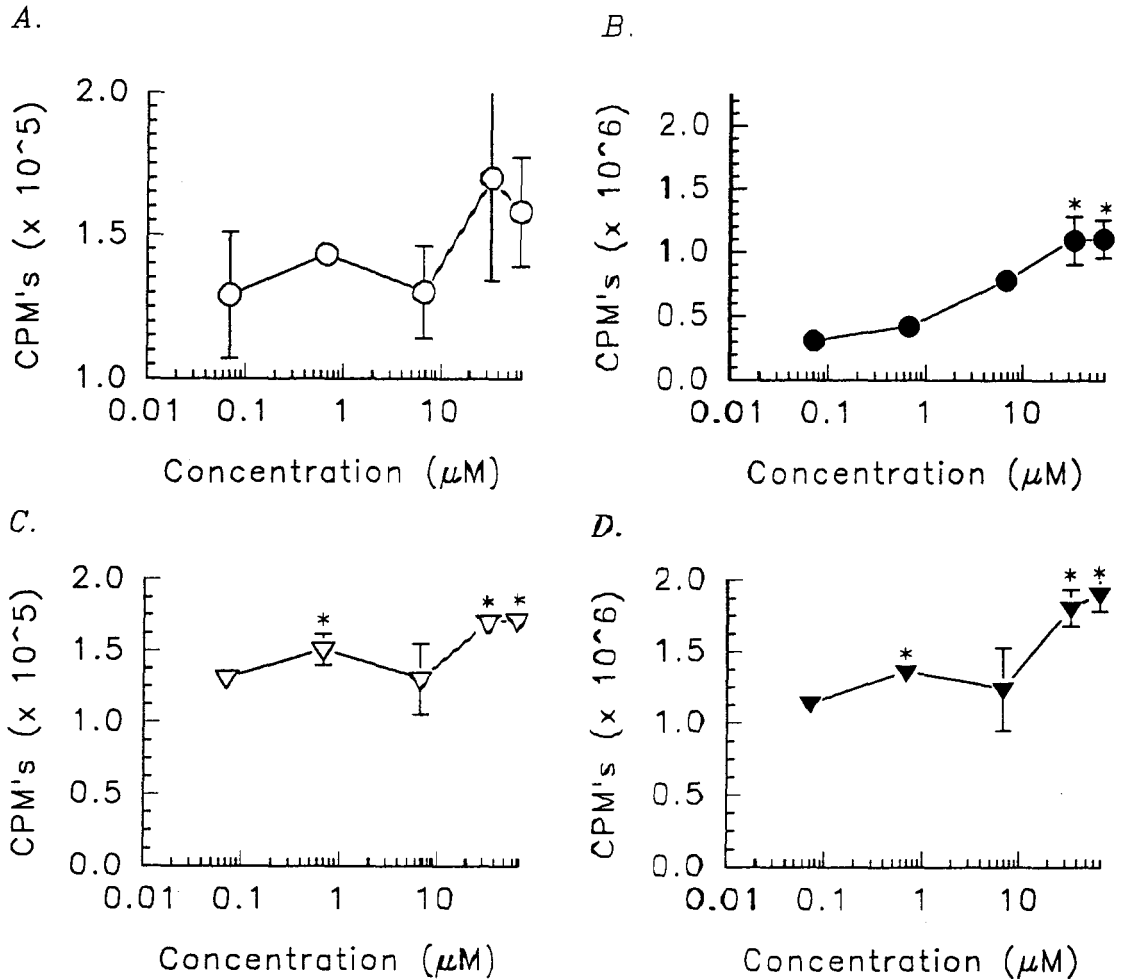 A.
CPM's (x 10^5)
2.0
1.5
1.0
0.01 0.1 1 10
Concentration (μM)
B.
CPM's (x 10^6)
2.0
1.5
1.0
0.5
0.0
* *
0.01 0.1 1 10
Concentration (μM)
C.
CPM's (x 10^5)
2.0
1.5
1.0
0.5
0.0
* * *
0.01 0.1 1 10
Concentration (μM)
D.
CPM's (x 10^6)
2.0
1.5
1.0
0.5
0.0
* * *
0.01 0.1 1 10
Concentration (μM)